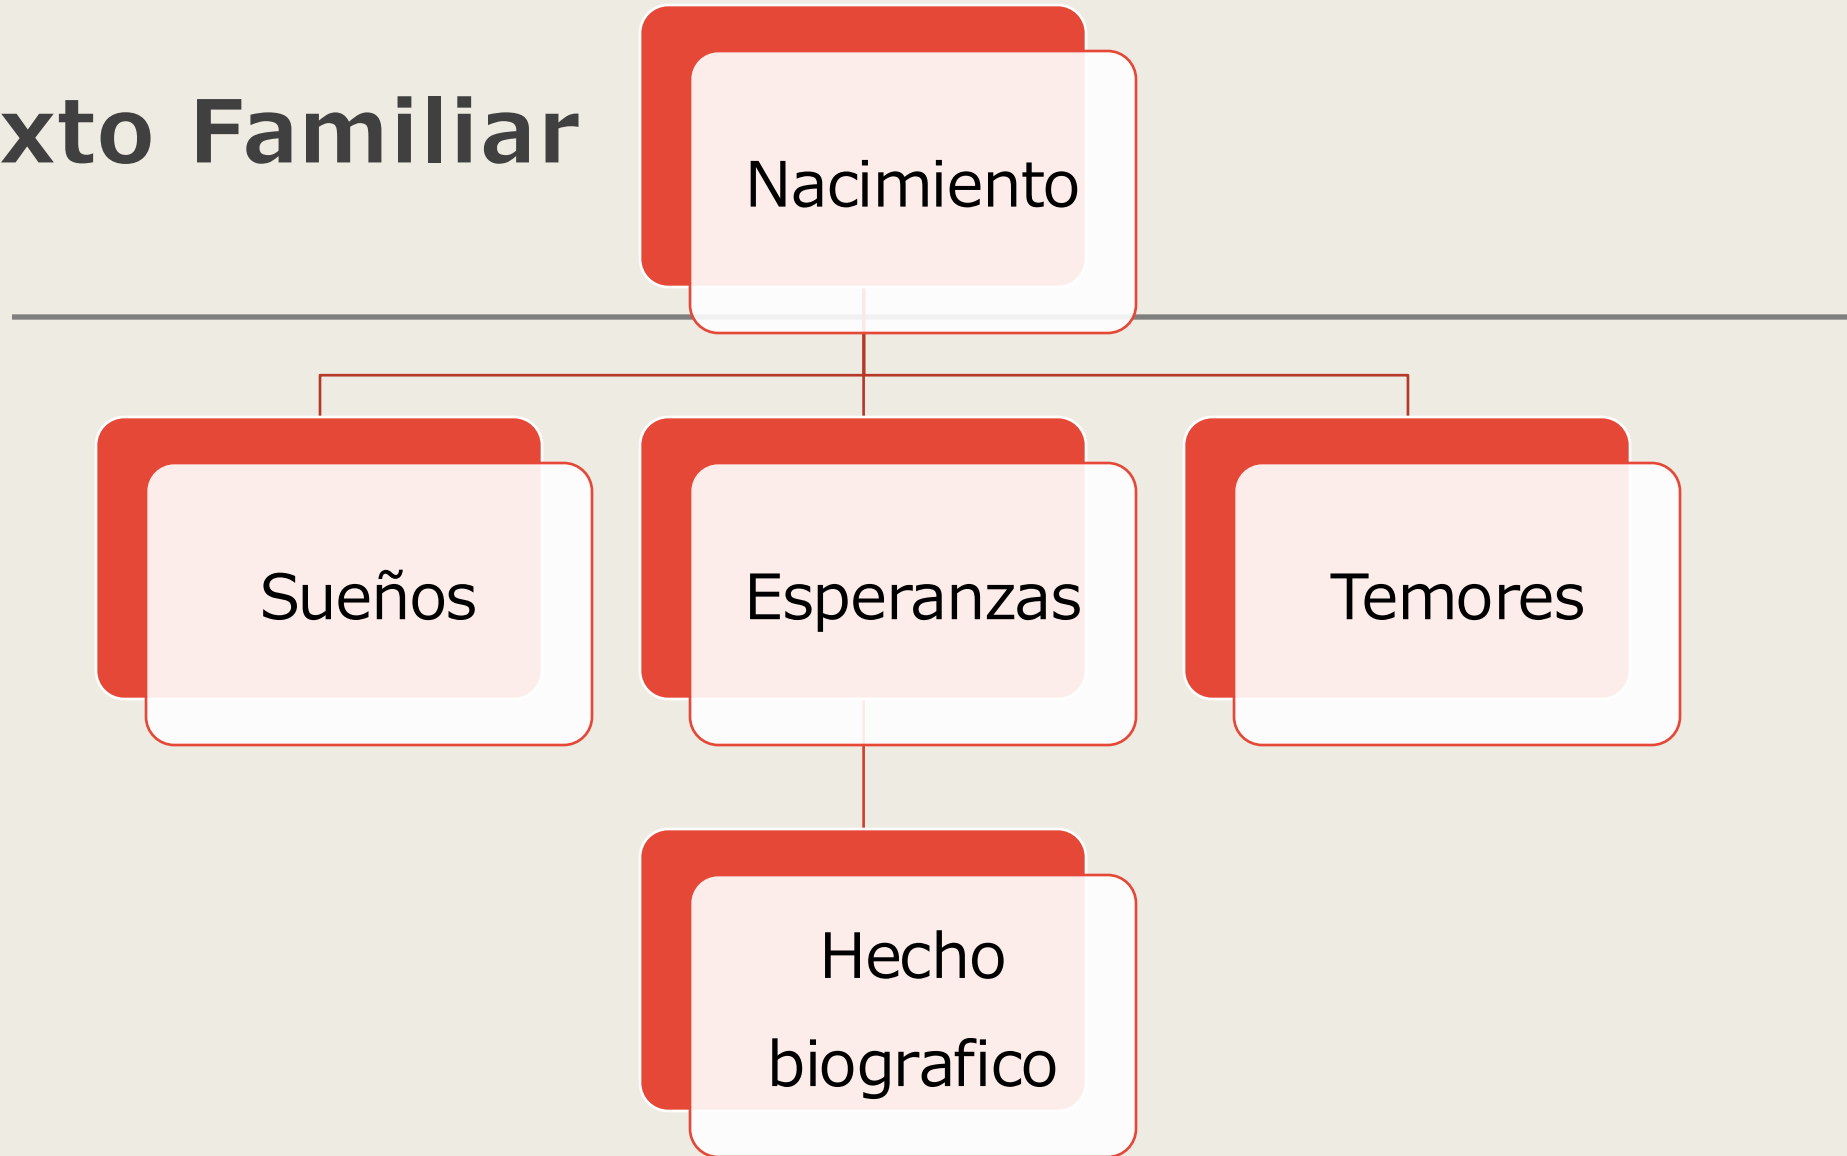 xto Familiar
Nacimiento
Sueños
Esperanzas
Temores
Hecho
biografico